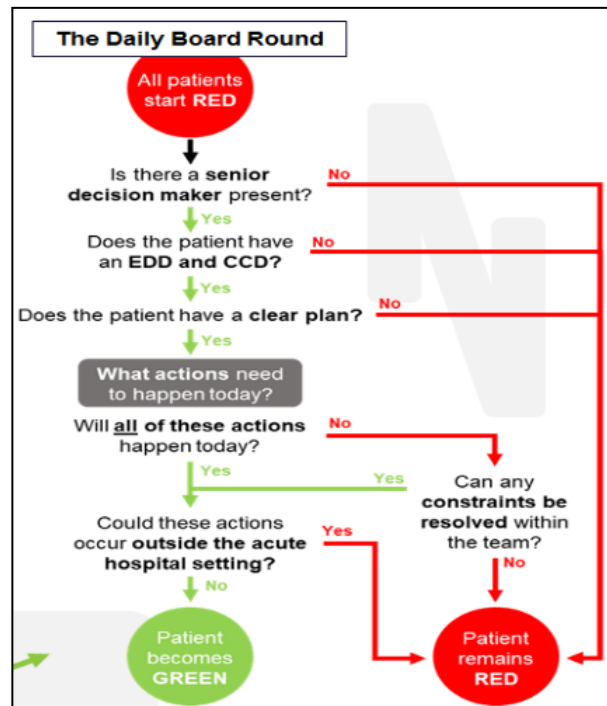 The Daily Board Round
All patients
start RED
Is there a senior
decision maker present?
No
Yes
Does the patient have
an EDD and CCD?
No
Yes
Does the patient have a clear plan?
No
Yes
What actions need
to happen today?
Will all of these actions
happen today?
No
Yes
Yes
Can any
constraints be
resolved within
the team?
Could these actions
occur outside the acute
hospital setting?
Yes
No
No
Patient
becomes
GREEN
Patient
remains
RED